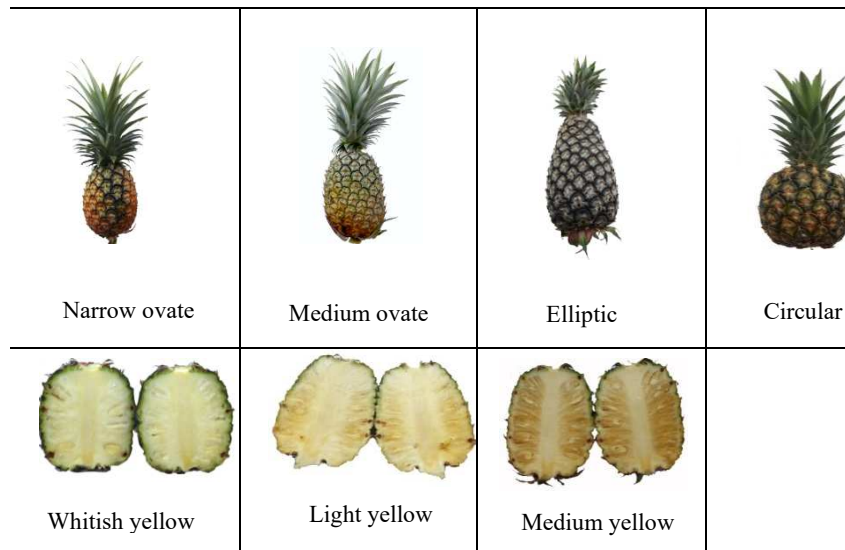 Narrow ovate
Medium ovate
Elliptic
Circular
Whitish yellow
Light yellow
Medium yellow